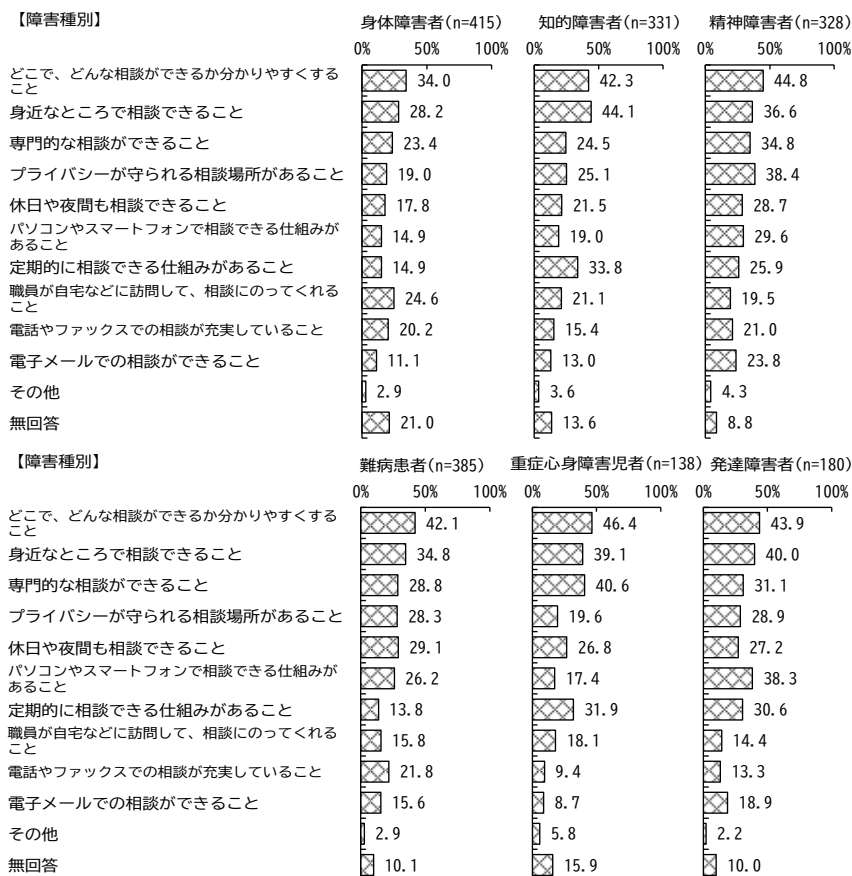 【障害種別】 身体障害者(n=415) 知的障害者(n=331) 精神障害者(n=328)
0% 50% 100% 0% 50% 100% 0% 50% 100%
どこで、どんな相談ができるか分かりやすくする
こと 34.0 42.3 44.8
身近なところで相談できること 28.2 44.1 36.6
専門的な相談ができること 23.4 24.5 34.8
プライバシーが守られる相談場所があること 19.0 25.1 38.4
休日や夜間も相談できること 17.8 21.5 28.7
パソコンやスマートフォンで相談できる仕組みが
あること 14.9 19.0 29.6
定期的に相談できる仕組みがあること 14.9 33.8 25.9
職員が自宅などに訪問して、相談にのってくれる
こと 24.6 21.1 19.5
電話やファックスでの相談が充実していること 20.2 15.4 21.0
電子メールでの相談ができること 11.1 13.0 23.8
その他 2.9 3.6 4.3
無回答 21.0 13.6 8.8
【障害種別】 難病患者(n=385) 重症心身障害児者(n=138) 発達障害者(n=180)
0% 50% 100% 0% 50% 100% 0% 50% 100%
どこで、どんな相談ができるか分かりやすくする
こと 42.1 46.4 43.9
身近なところで相談できること 34.8 39.1 40.0
専門的な相談ができること 28.8 40.6 31.1
プライバシーが守られる相談場所があること 28.3 19.6 28.9
休日や夜間も相談できること 29.1 26.8 27.2
パソコンやスマートフォンで相談できる仕組みが
あること 26.2 17.4 38.3
定期的に相談できる仕組みがあること 13.8 31.9 30.6
職員が自宅などに訪問して、相談にのってくれる
こと 15.8 18.1 14.4
電話やファックスでの相談が充実していること 21.8 9.4 13.3
電子メールでの相談ができること 15.6 8.7 18.9
その他 2.9 5.8 2.2
無回答 10.1 15.9 10.0